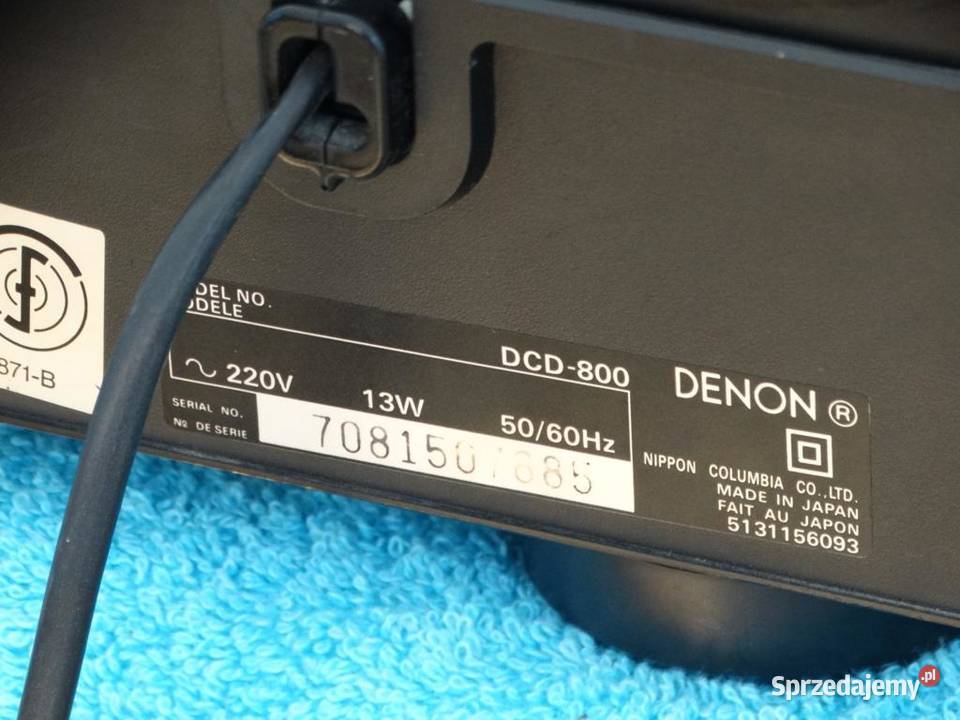 871-B
DEL NO.
ODELE
DCD-800
220V 13W 50/60Hz
SERIAL NO.
Nº DE SERIE
DENON ®
NIPPON COLUMBIA CO.,LTD.
MADE IN JAPAN
FAIT AU JAPON
5131156093
Sprzedajemy.pl